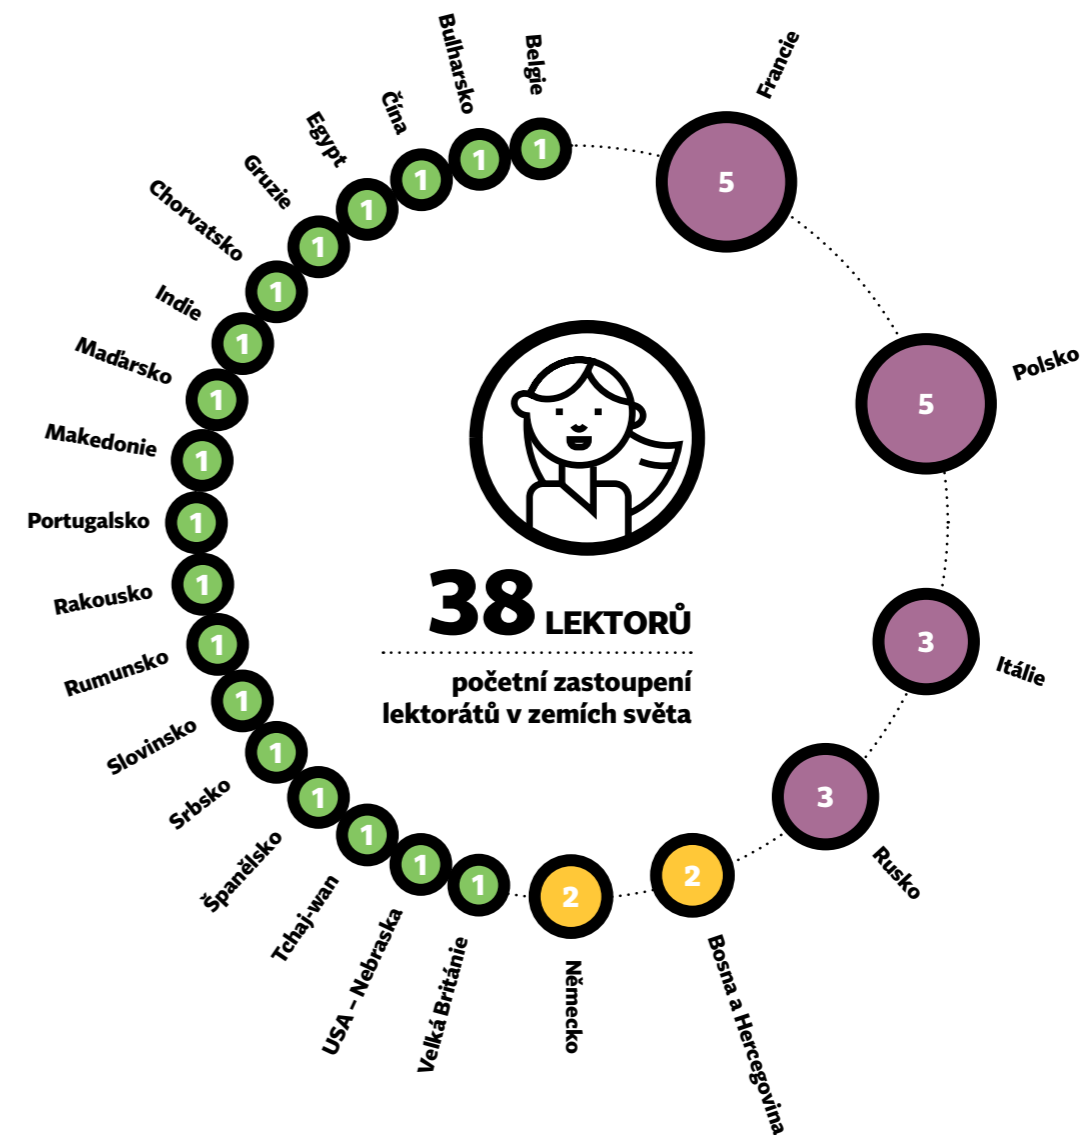 Francie
5
Polsko
5
Itálie
3
Rusko
3
Bosna a Hercegovina
2
Německo
2
Velká Británie
1
USA – Nebraska
1
Tchaj-wan
1
Španělsko
1
Srbsko
1
Slovinsko
1
Rumunsko
1
Rakousko
1
Portugalsko
1
Makedonie
1
Maďarsko
1
Indie
1
Chorvatsko
1
Gruzie
1
Egypt
1
Čína
1
Bulharsko
1
Belgie
1
38 LEKTORŮ
početní zastoupení
lektorátů v zemích světa